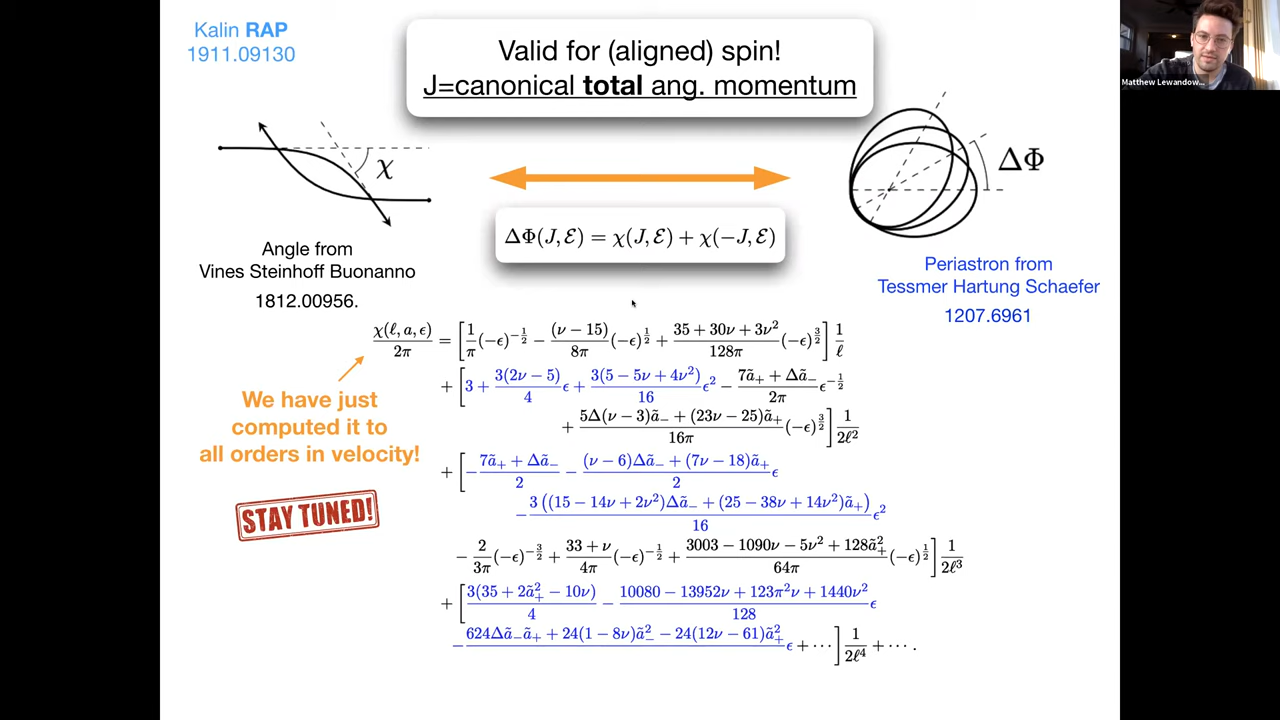 Kalin RAP
1911.09130
Valid for (aligned) spin!
J=canonical total ang. momentum
Matthew Lewandow...
χ
ΔΦ
ΔΦ(J, ℰ) = χ(J, ℰ) + χ(−J, ℰ)
Angle from
Vines Steinhoff Buonanno
1812.00956.
Periastron from
Tessmer Hartung Schaefer
1207.6961
χ(ℓ, a, ϵ)/2π = [1/π (−ϵ)^{−1/2} − (ν − 15)/8π (−ϵ)^{1/2} + (35 + 30ν + 3ν²)/128π (−ϵ)^{3/2}] 1/ℓ
+ [3 + 3(2ν − 5)/4 ϵ + 3(5 − 5ν + 4ν²)/16 ϵ² − (7ã₊ + Δã₋)/2π ϵ^{−1/2}
+ (5Δ(ν − 3)ã₋ + (23ν − 25)ã₊)/16π (−ϵ)^{3/2}] 1/2ℓ²
+ [− (7ã₊ + Δã₋)/2 − ((ν − 6)Δã₋ + (7ν − 18)ã₊)/2 ϵ
− 3((15 − 14ν + 2ν²)Δã₋ + (25 − 38ν + 14ν²)ã₊)/16 ϵ²
− 2/3π (−ϵ)^{−3/2} + (33 + ν)/4π (−ϵ)^{−1/2} + (3003 − 1090ν − 5ν² + 128ã₊²)/64π (−ϵ)^{1/2}] 1/2ℓ³
+ [3(35 + 2ã₊² − 10ν)/4 − (10080 − 13952ν + 123π²ν + 1440ν²)/128 ϵ
− 624Δã₋ã₊ + 24(1 − 8ν)ã₋² − 24(12ν − 61)ã₊² ϵ + ⋯] 1/2ℓ⁴ + ⋯ .
We have just
computed it to
all orders in velocity!
STAY TUNED!